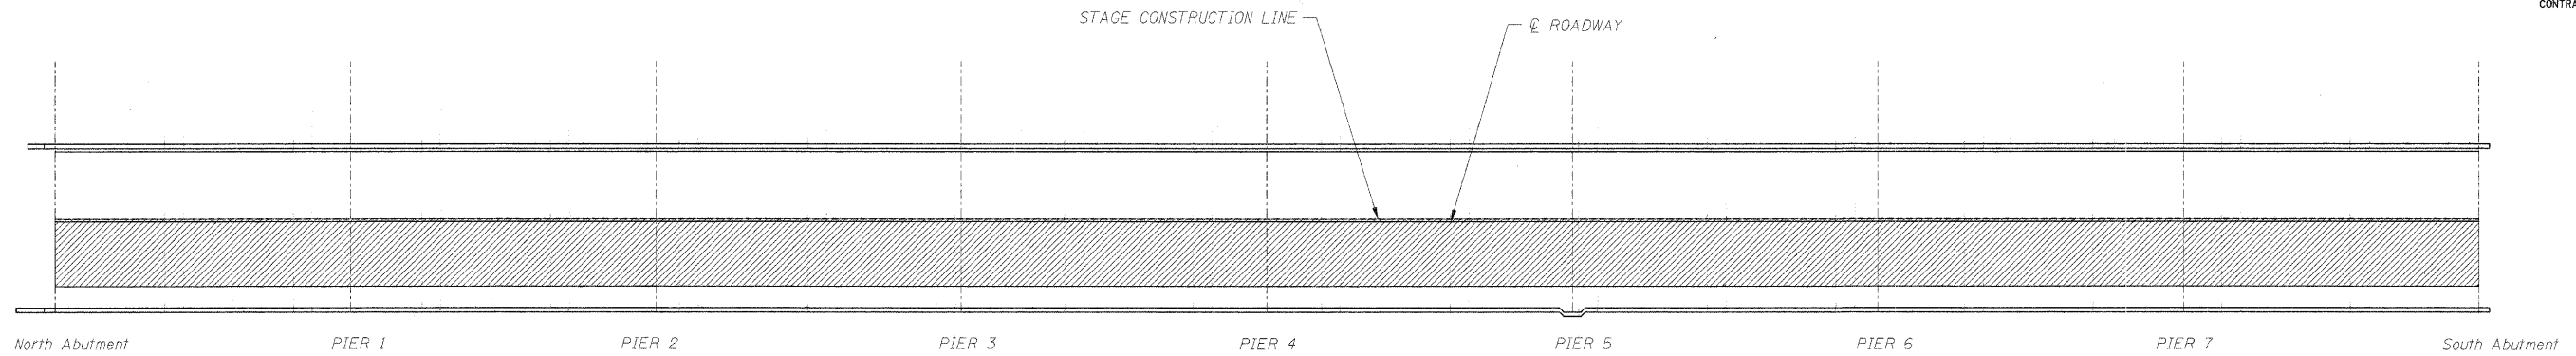 CONTRA
STAGE CONSTRUCTION LINE
℄ ROADWAY
North Abutment
PIER 1
PIER 2
PIER 3
PIER 4
PIER 5
PIER 6
PIER 7
South Abutment